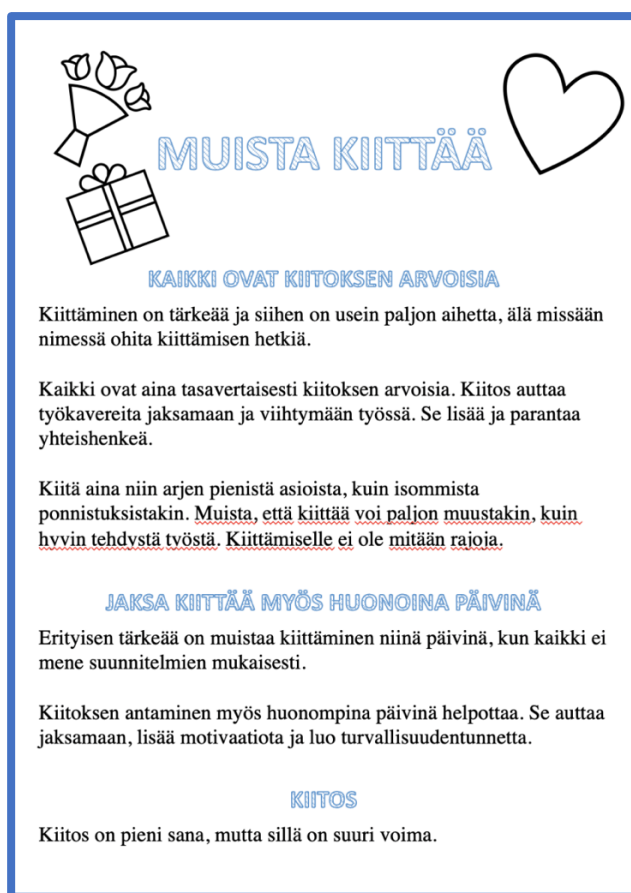 MUISTA KIITTÄÄ
KAIKKI OVAT KIITOKSEN ARVOISIA
Kiittäminen on tärkeää ja siihen on usein paljon aihetta, älä missään
nimessä ohita kiittämisen hetkiä.
Kaikki ovat aina tasavertaisesti kiitoksen arvoisia. Kiitos auttaa
työkavereita jaksamaan ja viihtymään työssä. Se lisää ja parantaa
yhteishenkeä.
Kiitä aina niin arjen pienistä asioista, kuin isommista
ponnistuksistakin. Muista, että kiittää voi paljon muustakin, kuin
hyvin tehdystä työstä. Kiittämiselle ei ole mitään rajoja.
JAKSA KIITTÄÄ MYÖS HUONOINA PÄIVINÄ
Erityisen tärkeää on muistaa kiittäminen niinä päivinä, kun kaikki ei
mene suunnitelmien mukaisesti.
Kiitoksen antaminen myös huonompina päivinä helpottaa. Se auttaa
jaksamaan, lisää motivaatiota ja luo turvallisuudentunnetta.
KIITOS
Kiitos on pieni sana, mutta sillä on suuri voima.